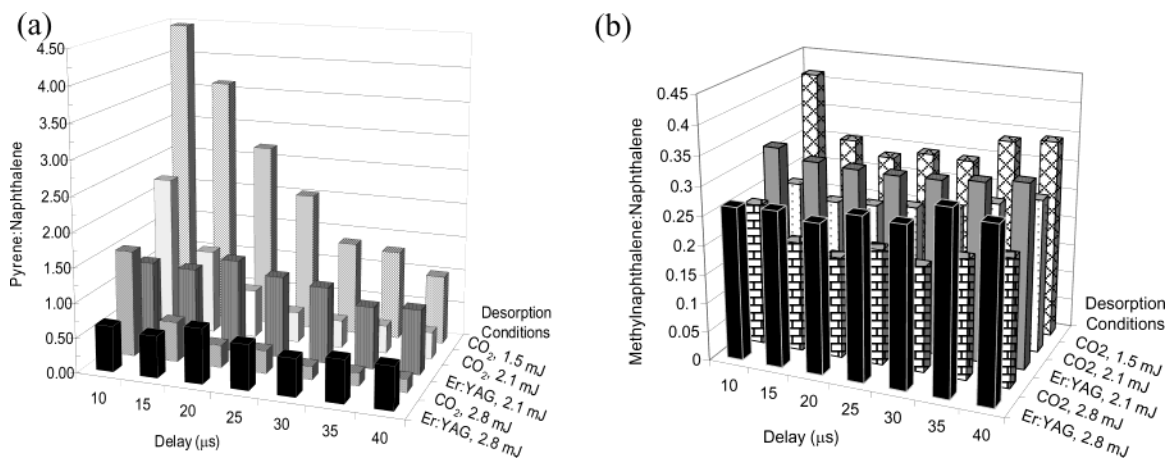 (a)
4.50
4.00
3.50
3.00
2.50
2.00
1.50
1.00
0.50
0.00
Pyrene:Naphthalene
10
15
20
25
30
35
40
Delay (μs)
Desorption
Conditions
CO₂, 1.5 mJ
CO₂, 2.1 mJ
Er:YAG, 2.1 mJ
CO₂, 2.8 mJ
Er:YAG, 2.8 mJ
(b)
0.45
0.4
0.35
0.3
0.25
0.2
0.15
0.1
0.05
0
Methylnaphthalene:Naphthalene
10
15
20
25
30
35
40
Delay (μs)
Desorption
Conditions
CO2, 1.5 mJ
CO2, 2.1 mJ
Er:YAG, 2.1 mJ
CO2, 2.8 mJ
Er:YAG, 2.8 mJ